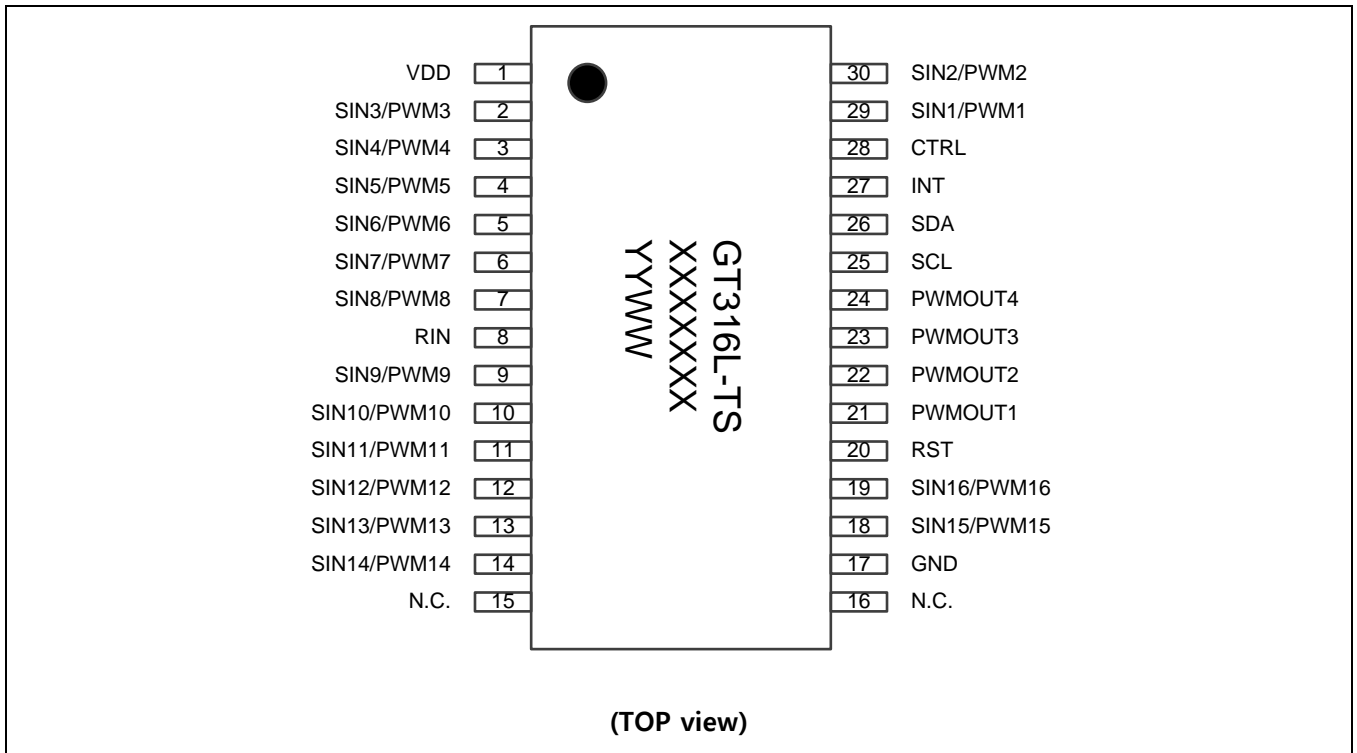 VDD 1 30 SIN2/PWM2
SIN3/PWM3 2 29 SIN1/PWM1
SIN4/PWM4 3 28 CTRL
SIN5/PWM5 4 27 INT
SIN6/PWM6 5 26 SDA
SIN7/PWM7 6 25 SCL
SIN8/PWM8 7 24 PWMOUT4
RIN 8 23 PWMOUT3
SIN9/PWM9 9 22 PWMOUT2
SIN10/PWM10 10 21 PWMOUT1
SIN11/PWM11 11 20 RST
SIN12/PWM12 12 19 SIN16/PWM16
SIN13/PWM13 13 18 SIN15/PWM15
SIN14/PWM14 14 17 GND
N.C. 15 16 N.C.
GT316L-TS
XXXXXXX
YYWW
(TOP view)